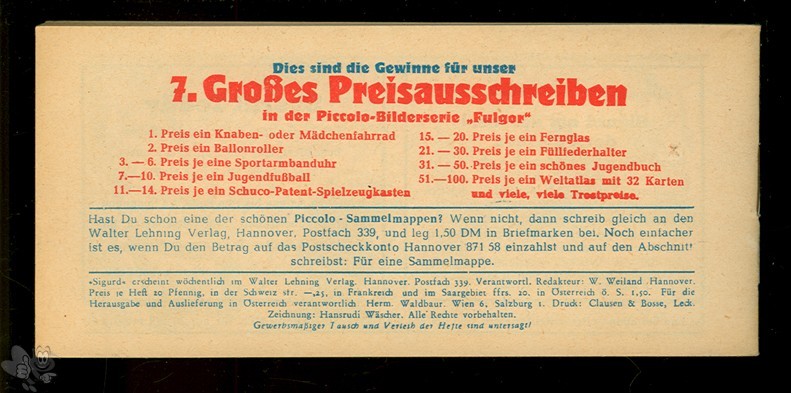 Dies sind die Gewinne für unser
7. Großes Preisausschreiben
in der Piccolo-Bilderserie „Fulgor"
1. Preis ein Knaben- oder Mädchenfahrrad
2. Preis ein Ballonroller
3. — 6. Preis je eine Sportarmbanduhr
7.—10. Preis je ein Jugendfußball
11.—14. Preis je ein Schuco-Patent-Spielzeugkasten
15. — 20. Preis je ein Fernglas
21. — 30. Preis je ein Füllfederhalter
31. — 50. Preis je ein schönes Jugendbuch
51.—100. Preis je ein Weltatlas mit 32 Karten
und viele, viele Trostpreise.
Hast Du schon eine der schönen Piccolo-Sammelmappen? Wenn nicht, dann schreib gleich an den
Walter Lehning Verlag, Hannover. Postfach 339, und leg 1.50 DM in Briefmarken bei. Noch einfacher
ist es, wenn Du den Betrag auf das Postscheckkonto Hannover 871 58 einzahlst und auf den Abschnitt
schreibst: Für eine Sammelmappe.
„Sigurd" erscheint wöchentlich im Walter Lehning Verlag. Hannover. Postfach 339. Verantwortl. Redakteur: W. Weiland Hannover.
Preis je Heft 20 Pfennig, in der Schweiz sfr. —,25, in Frankreich und im Saargebiet ffrs. 20. in Österreich ö. S. 1.50. Für die
Herausgabe und Auslieferung in Österreich verantwortlich Herm. Waldbaur. Wien 6, Salzburg 1. Druck: Clausen & Bosse, Leck.
Zeichnung: Hansrudi Wäscher. Alle Rechte vorbehalten.
Gewerbsmäßiger Tausch und Verleih der Hefte sind untersagt!